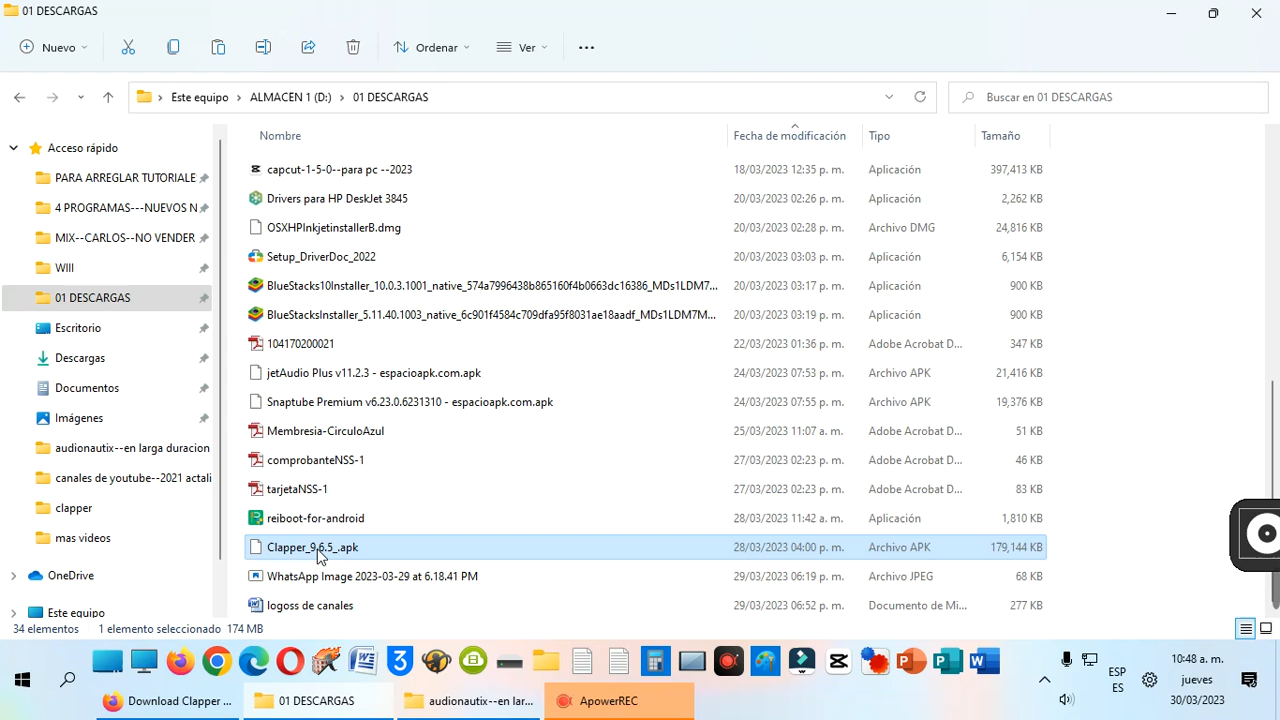 01 DESCARGAS
Nuevo
Ordenar
Ver
Este equipo > ALMACEN 1 (D:) > 01 DESCARGAS
Buscar en 01 DESCARGAS
Nombre Fecha de modificación Tipo Tamaño
Acceso rápido
PARA ARREGLAR TUTORIALE
4 PROGRAMAS---NUEVOS N
MIX--CARLOS--NO VENDER
WIII
01 DESCARGAS
Escritorio
Descargas
Documentos
Imágenes
audionautix--en larga duracion
canales de youtube--2021 actali
clapper
mas videos
OneDrive
Este equipo
capcut-1-5-0--para pc --2023 18/03/2023 12:35 p. m. Aplicación 397,413 KB
Drivers para HP DeskJet 3845 20/03/2023 02:26 p. m. Aplicación 2,262 KB
OSXHPInkjetinstallerB.dmg 20/03/2023 02:28 p. m. Archivo DMG 24,816 KB
Setup_DriverDoc_2022 20/03/2023 03:03 p. m. Aplicación 6,154 KB
BlueStacks10Installer_10.0.3.1001_native_574a7996438b865160f4b0663dc16386_MDs1LDM7... 20/03/2023 03:17 p. m. Aplicación 900 KB
BlueStacksInstaller_5.11.40.1003_native_6c901f4584c709dfa95f8031ae18aadf_MDs1LDM7M... 20/03/2023 03:19 p. m. Aplicación 900 KB
104170200021 22/03/2023 01:36 p. m. Adobe Acrobat D... 347 KB
jetAudio Plus v11.2.3 - espacioapk.com.apk 24/03/2023 07:53 p. m. Archivo APK 21,416 KB
Snaptube Premium v6.23.0.6231310 - espacioapk.com.apk 24/03/2023 07:55 p. m. Archivo APK 19,376 KB
Membresia-CirculoAzul 25/03/2023 11:07 a. m. Adobe Acrobat D... 51 KB
comprobanteNSS-1 27/03/2023 02:23 p. m. Adobe Acrobat D... 46 KB
tarjetaNSS-1 27/03/2023 02:23 p. m. Adobe Acrobat D... 83 KB
reiboot-for-android 28/03/2023 11:42 a. m. Aplicación 1,810 KB
Clapper_9.6.5_.apk 28/03/2023 04:00 p. m. Archivo APK 179,144 KB
WhatsApp Image 2023-03-29 at 6.18.41 PM 29/03/2023 06:19 p. m. Archivo JPEG 68 KB
logoss de canales 29/03/2023 06:52 p. m. Documento de Mi... 277 KB
34 elementos 1 elemento seleccionado 174 MB
ESP
ES
10:48 a. m.
jueves
30/03/2023
Download Clapper ...
01 DESCARGAS
audionautix--en lar...
ApowerREC